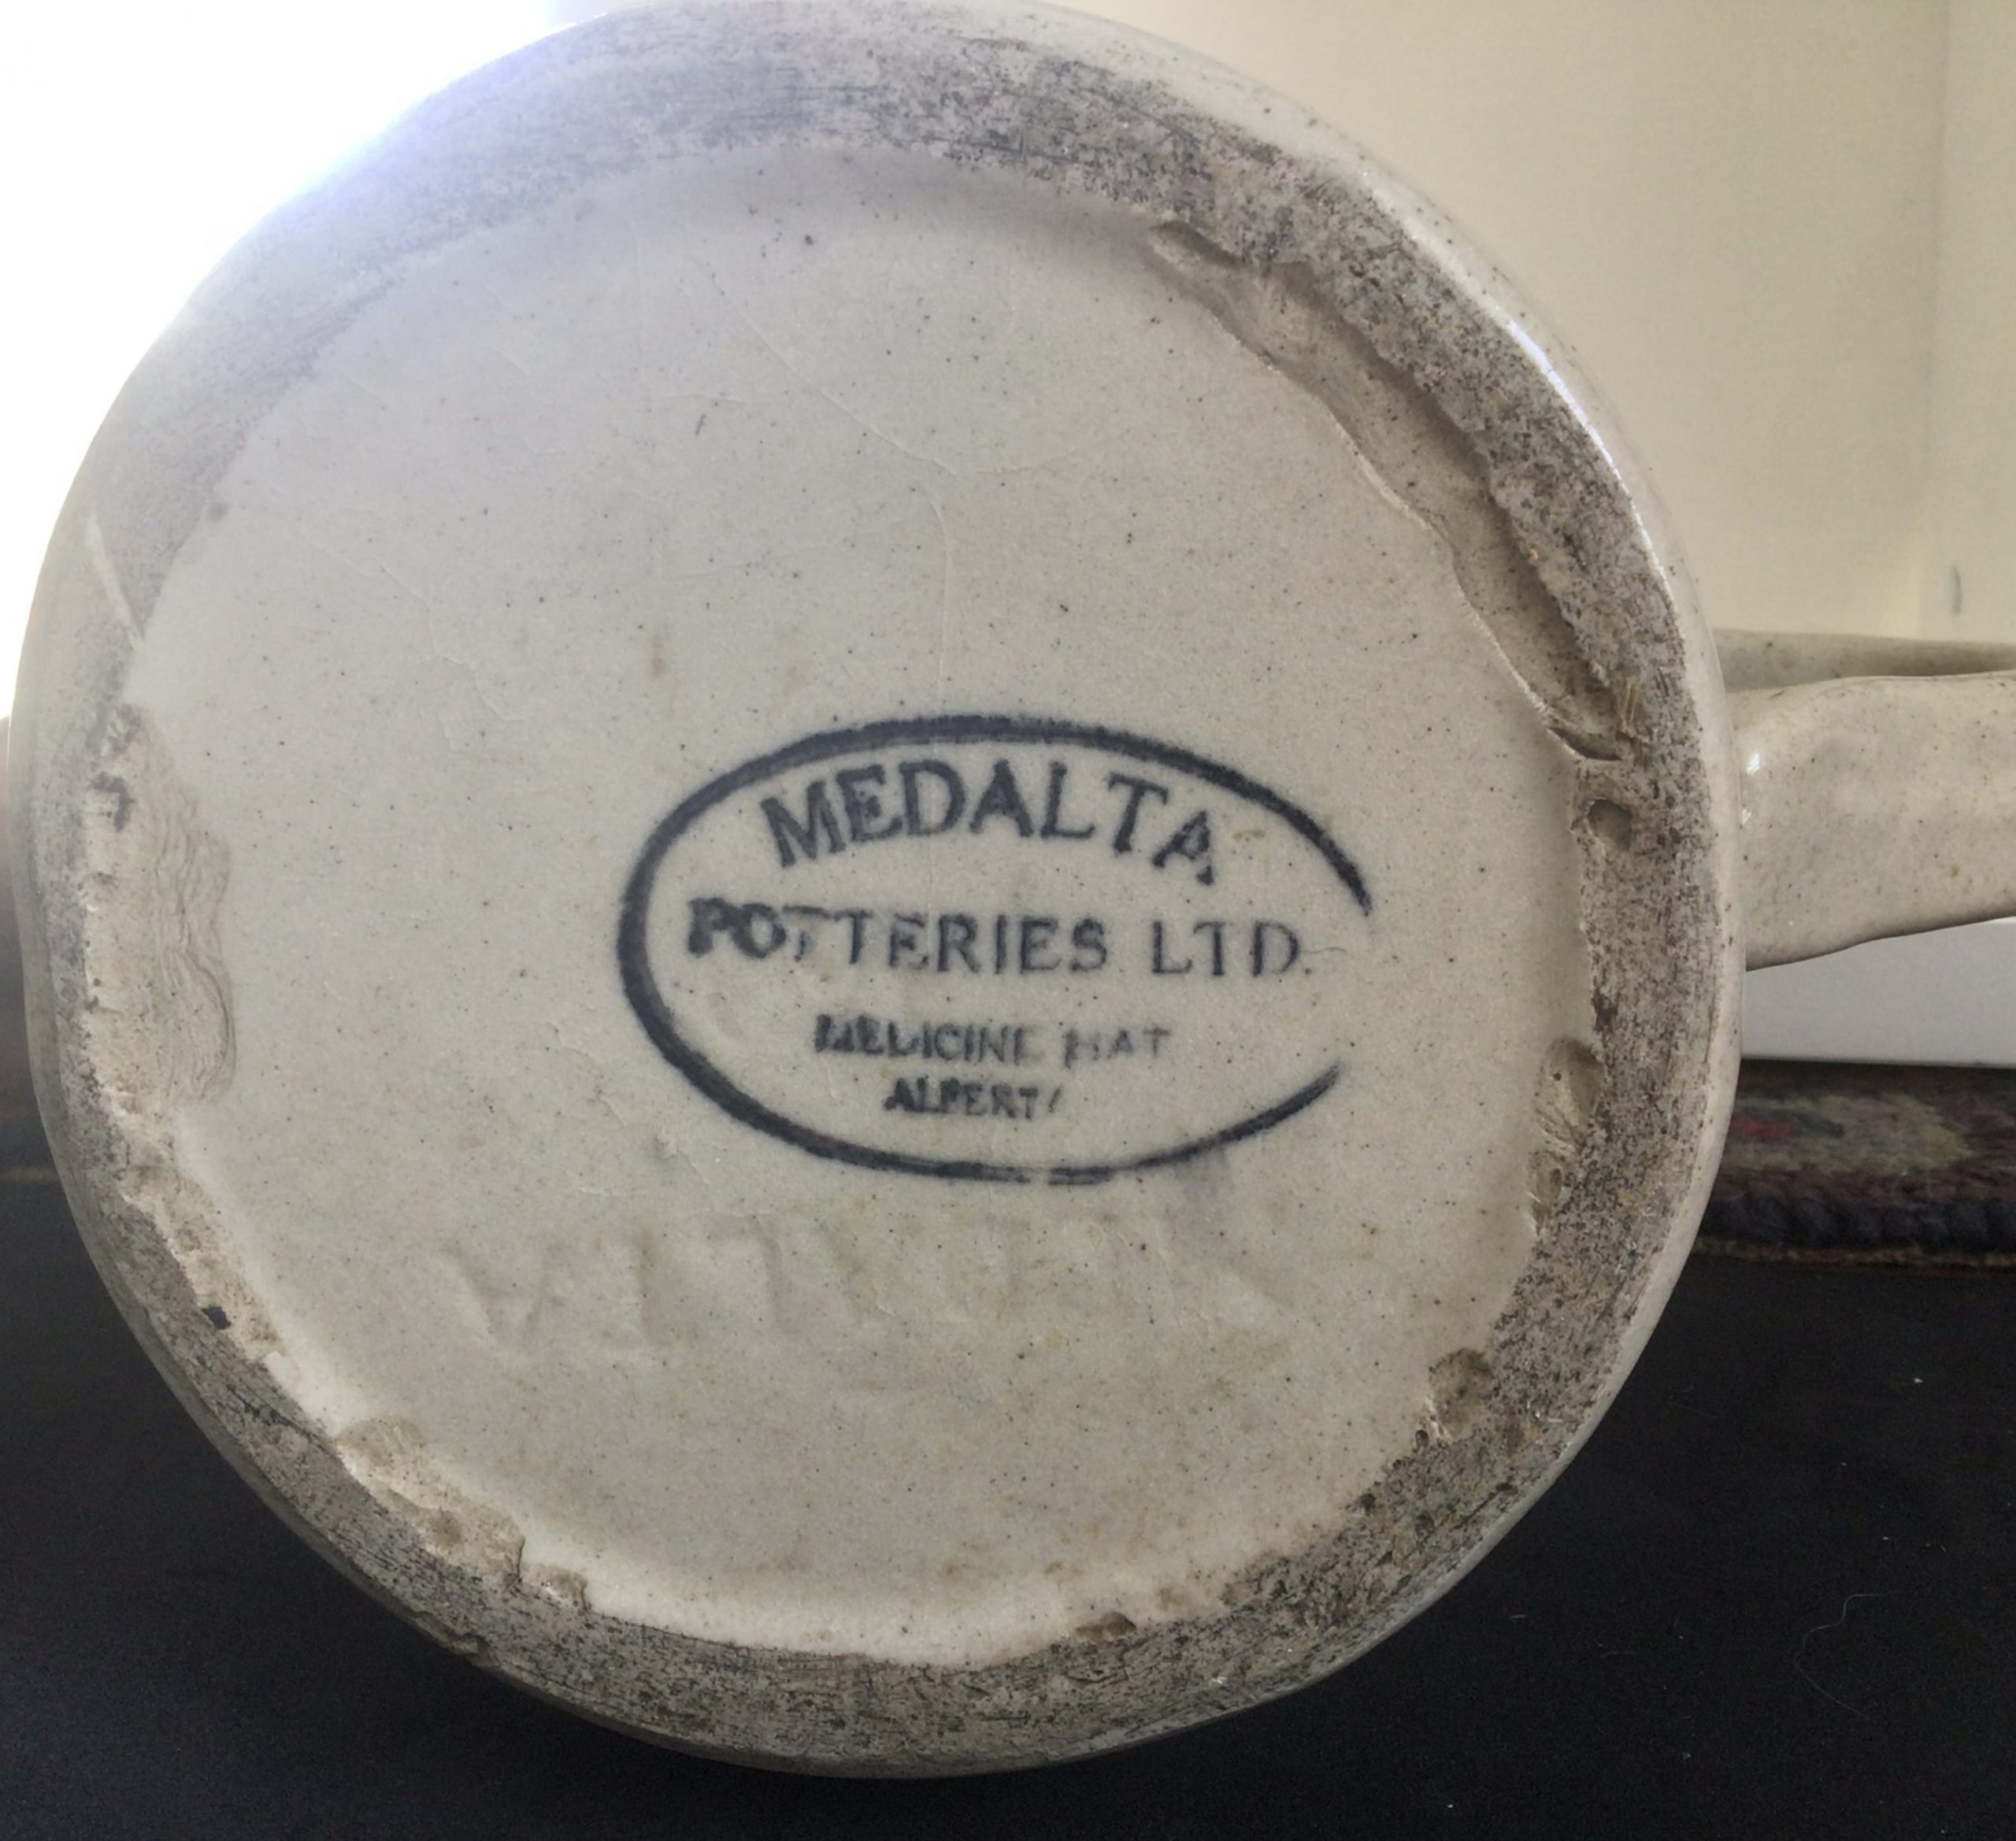 MEDALTA
POTTERIES LTD.
MEDICINE HAT
ALBERTA